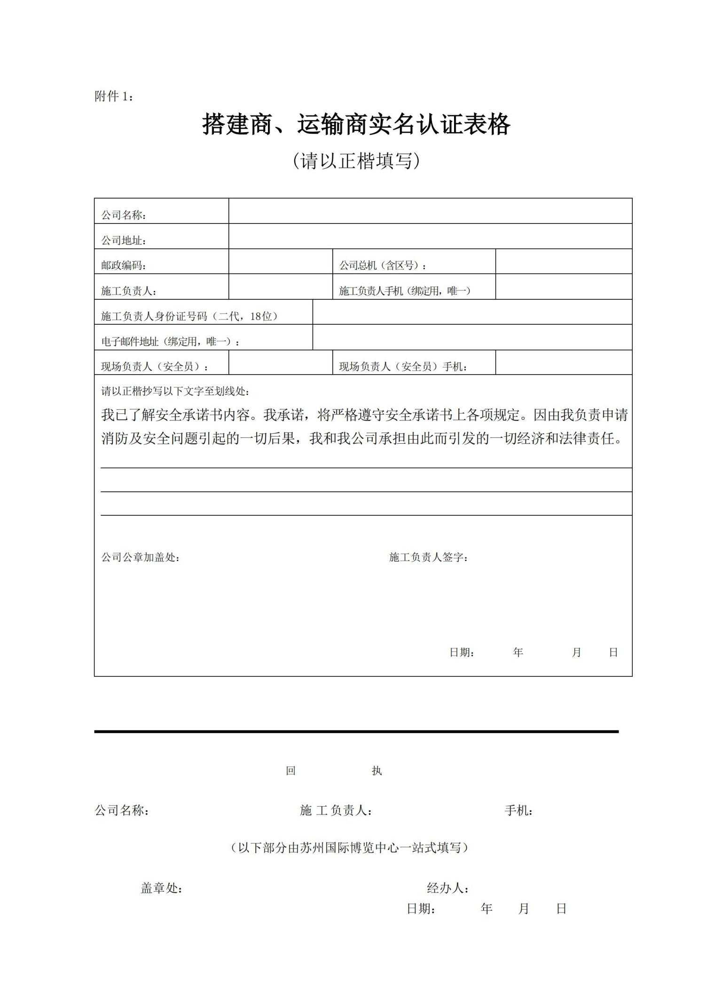 附件 1：
搭建商、运输商实名认证表格
(请以正楷填写)
公司名称：
公司地址：
邮政编码： 公司总机（含区号）：
施工负责人： 施工负责人手机（绑定用，唯一）
施工负责人身份证号码（二代，18位）
电子邮件地址（绑定用，唯一）：
现场负责人（安全员）： 现场负责人（安全员）手机：
请以正楷抄写以下文字至划线处：
我已了解安全承诺书内容。我承诺，将严格遵守安全承诺书上各项规定。因由我负责申请
消防及安全问题引起的一切后果，我和我公司承担由此而引发的一切经济和法律责任。
公司公章加盖处： 施工负责人签字：
日期： 年 月 日
回 执
公司名称： 施 工 负责人： 手机：
（以下部分由苏州国际博览中心一站式填写）
盖章处： 经办人：
日期： 年 月 日